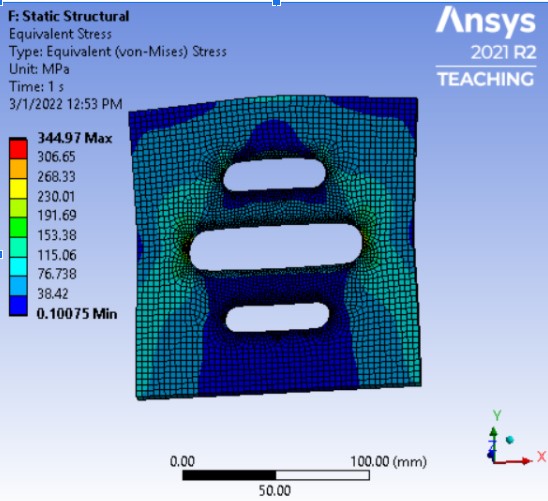 F: Static Structural
Equivalent Stress
Type: Equivalent (von-Mises) Stress
Unit: MPa
Time: 1 s
3/1/2022 12:53 PM
344.97 Max
306.65
268.33
230.01
191.69
153.38
115.06
76.738
38.42
0.10075 Min
Ansys
2021 R2
TEACHING
0.00 100.00 (mm)
50.00
Y
Z
X